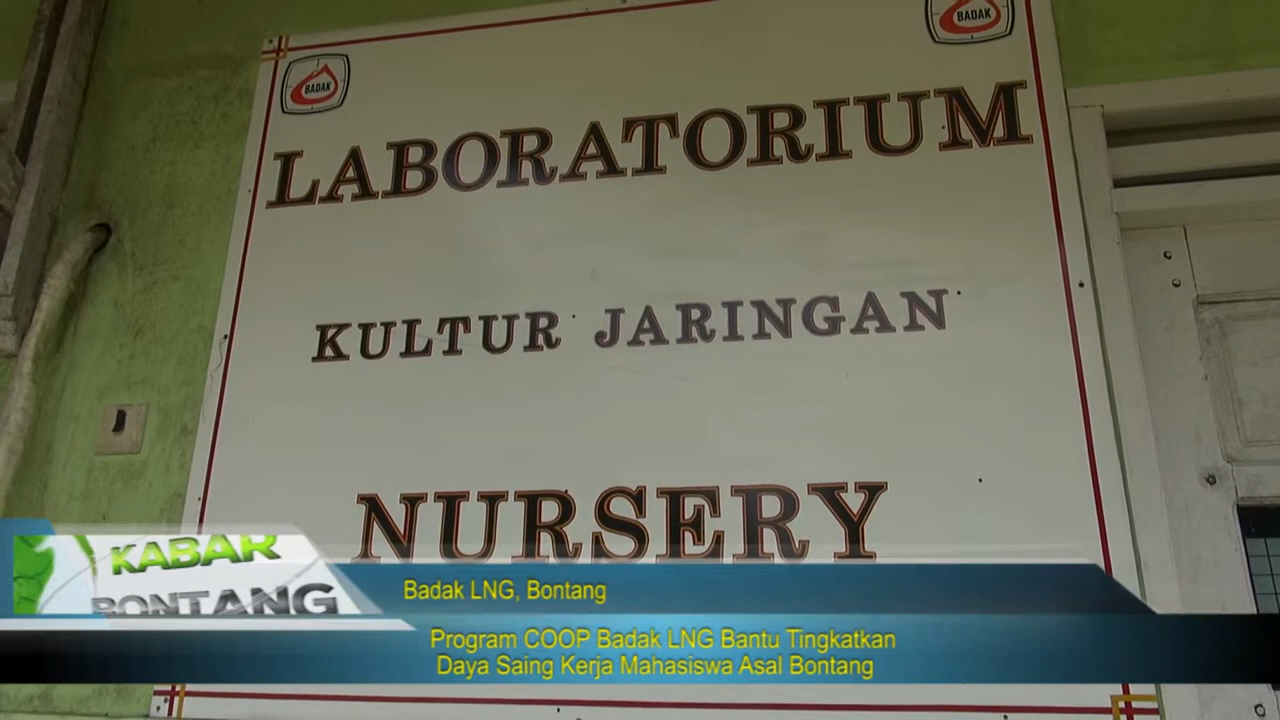 BADAK
BADAK
LABORATORIUM
KULTUR JARINGAN
NURSERY
KABAR
BONTANG
Badak LNG, Bontang
Program COOP Badak LNG Bantu Tingkatkan
Daya Saing Kerja Mahasiswa Asal Bontang